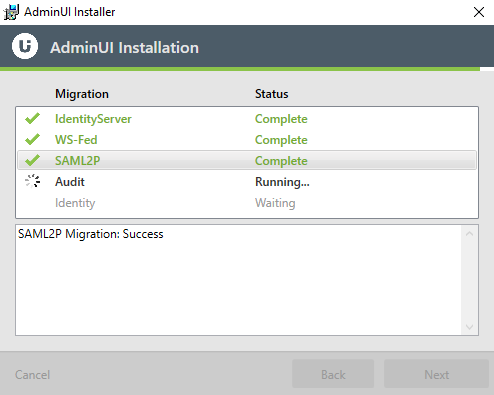 AdminUI Installer
AdminUI Installation
Migration Status
IdentityServer Complete
WS-Fed Complete
SAML2P Complete
Audit Running...
Identity Waiting
SAML2P Migration: Success
Cancel Back Next